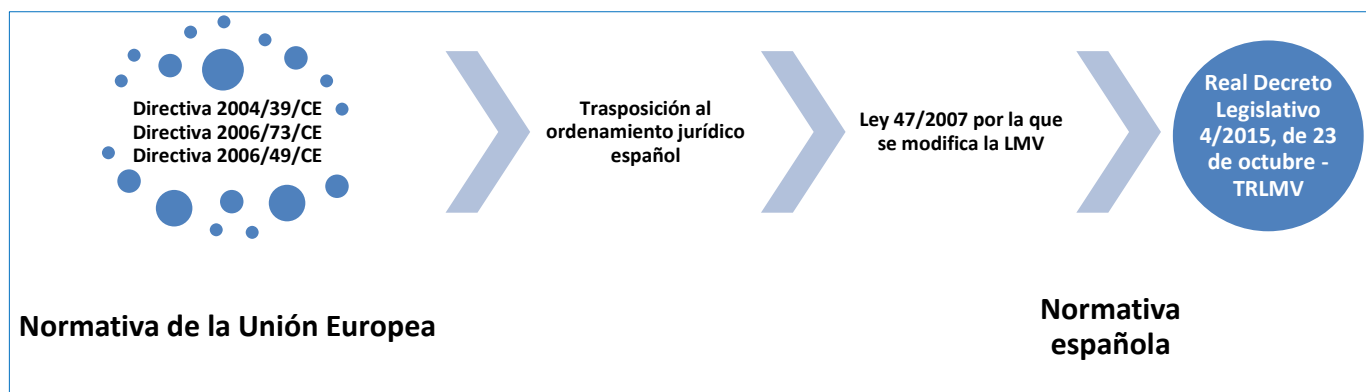 Directiva 2004/39/CE
Directiva 2006/73/CE
Directiva 2006/49/CE
Trasposición al
ordenamiento jurídico
español
Ley 47/2007 por la que
se modifica la LMV
Real Decreto
Legislativo
4/2015, de 23
de octubre -
TRLMV
Normativa de la Unión Europea
Normativa
española